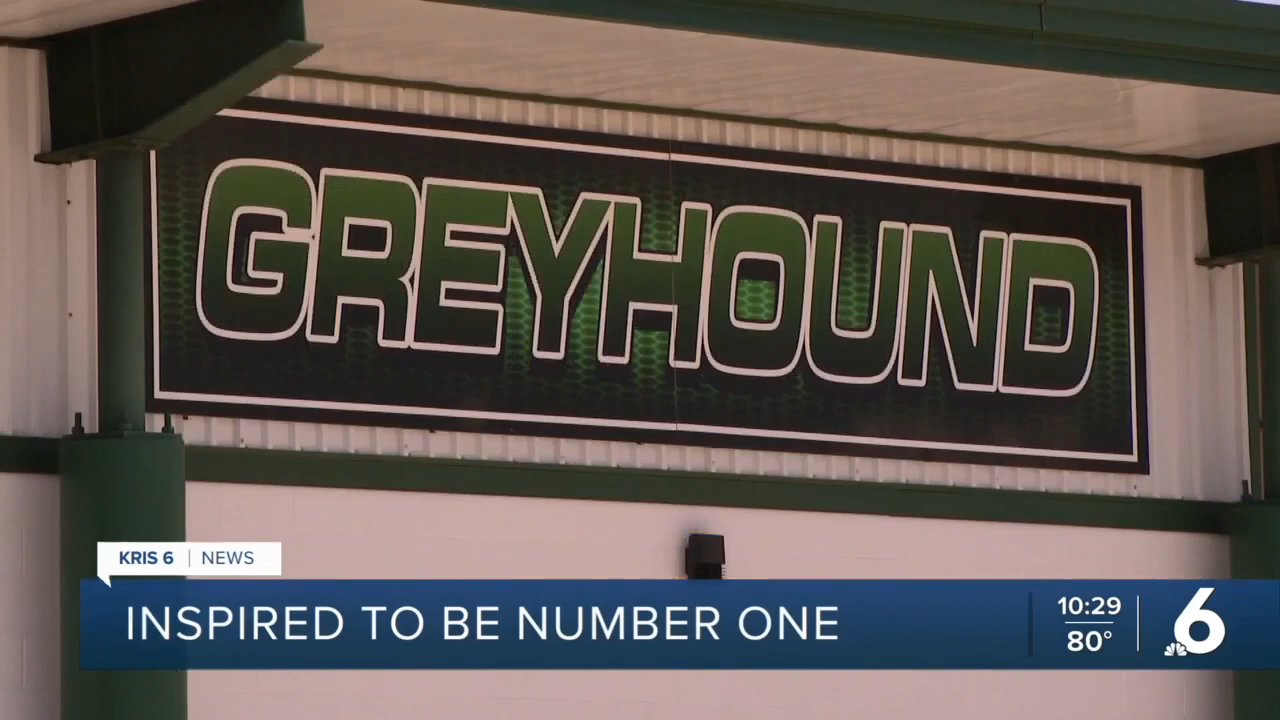 GREYHOUND
KRIS 6 | NEWS
INSPIRED TO BE NUMBER ONE
10:29
80°
6